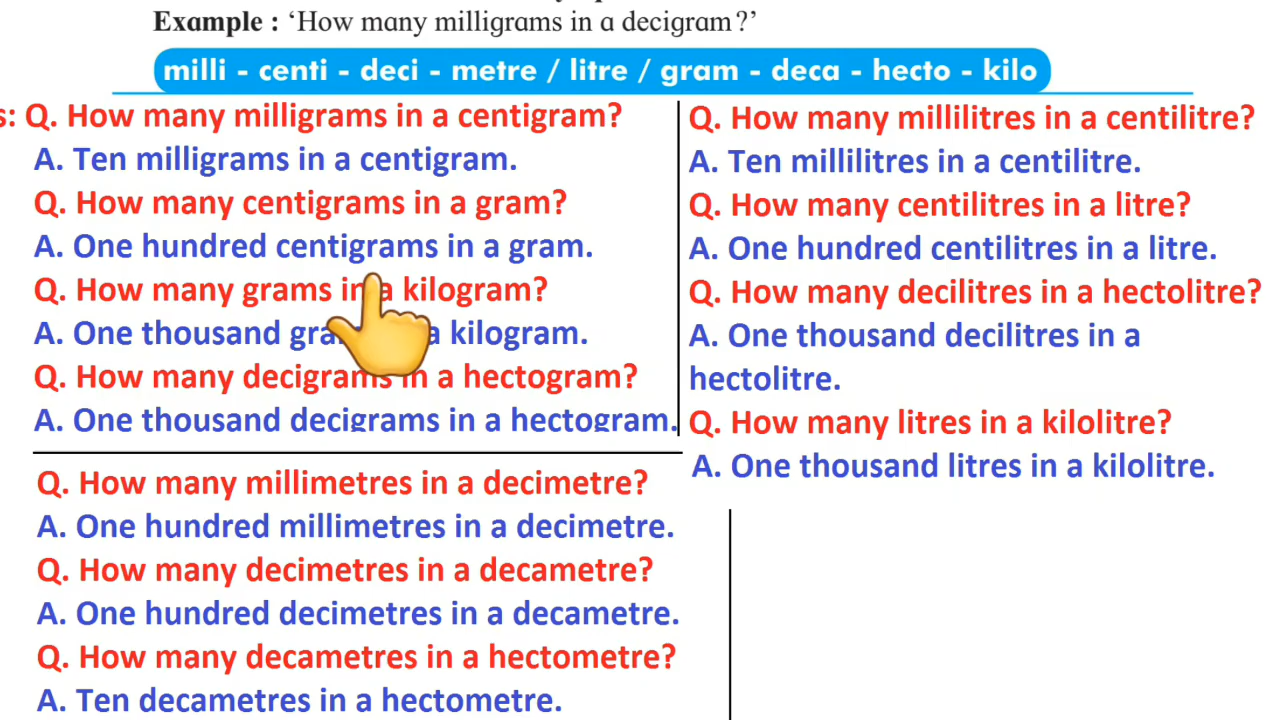 Example : ‘How many milligrams in a decigram?’
milli - centi - deci - metre / litre / gram - deca - hecto - kilo
s: Q. How many milligrams in a centigram?
A. Ten milligrams in a centigram.
Q. How many centigrams in a gram?
A. One hundred centigrams in a gram.
Q. How many grams in a kilogram?
A. One thousand a kilogram.
Q. How many decigrams in a hectogram?
A. One thousand decigrams in a hectogram.
Q. How many millimetres in a decimetre?
A. One hundred millimetres in a decimetre.
Q. How many decimetres in a decametre?
A. One hundred decimetres in a decametre.
Q. How many decametres in a hectometre?
A. Ten decametres in a hectometre.
Q. How many millilitres in a centilitre?
A. Ten millilitres in a centilitre.
Q. How many centilitres in a litre?
A. One hundred centilitres in a litre.
Q. How many decilitres in a hectolitre?
A. One thousand decilitres in a
hectolitre.
Q. How many litres in a kilolitre?
A. One thousand litres in a kilolitre.